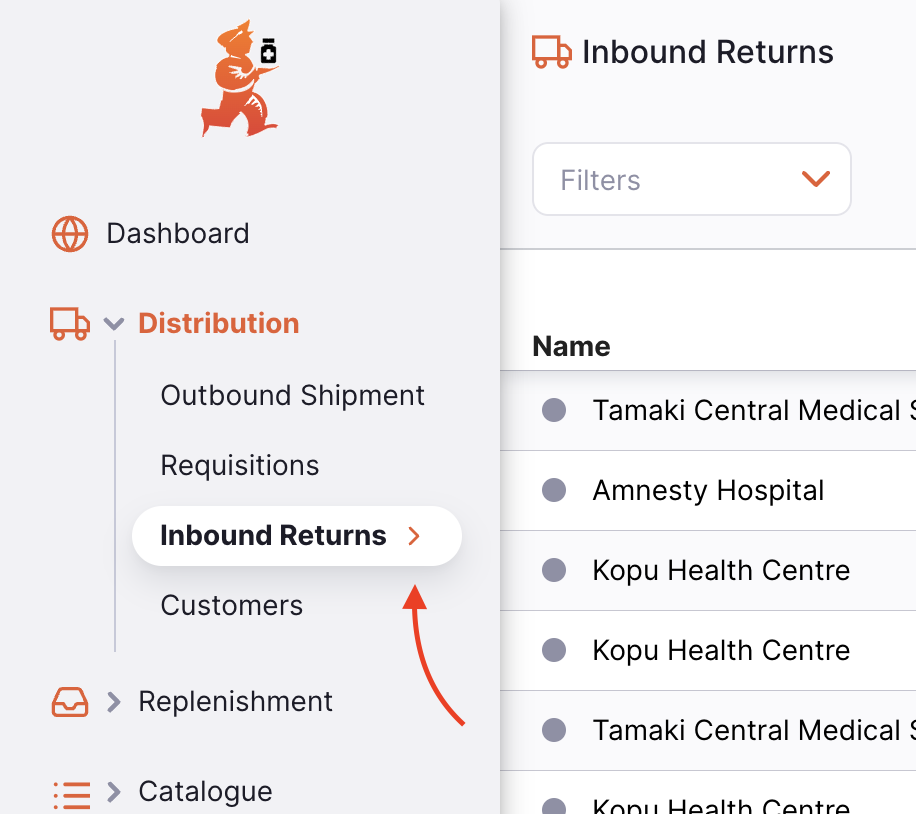 Dashboard
Distribution
Outbound Shipment
Requisitions
Inbound Returns
Customers
Replenishment
Catalogue
Inbound Returns
Filters
Name
Tamaki Central Medical
Amnesty Hospital
Kopu Health Centre
Kopu Health Centre
Tamaki Central Medical
Kopu Health Centre